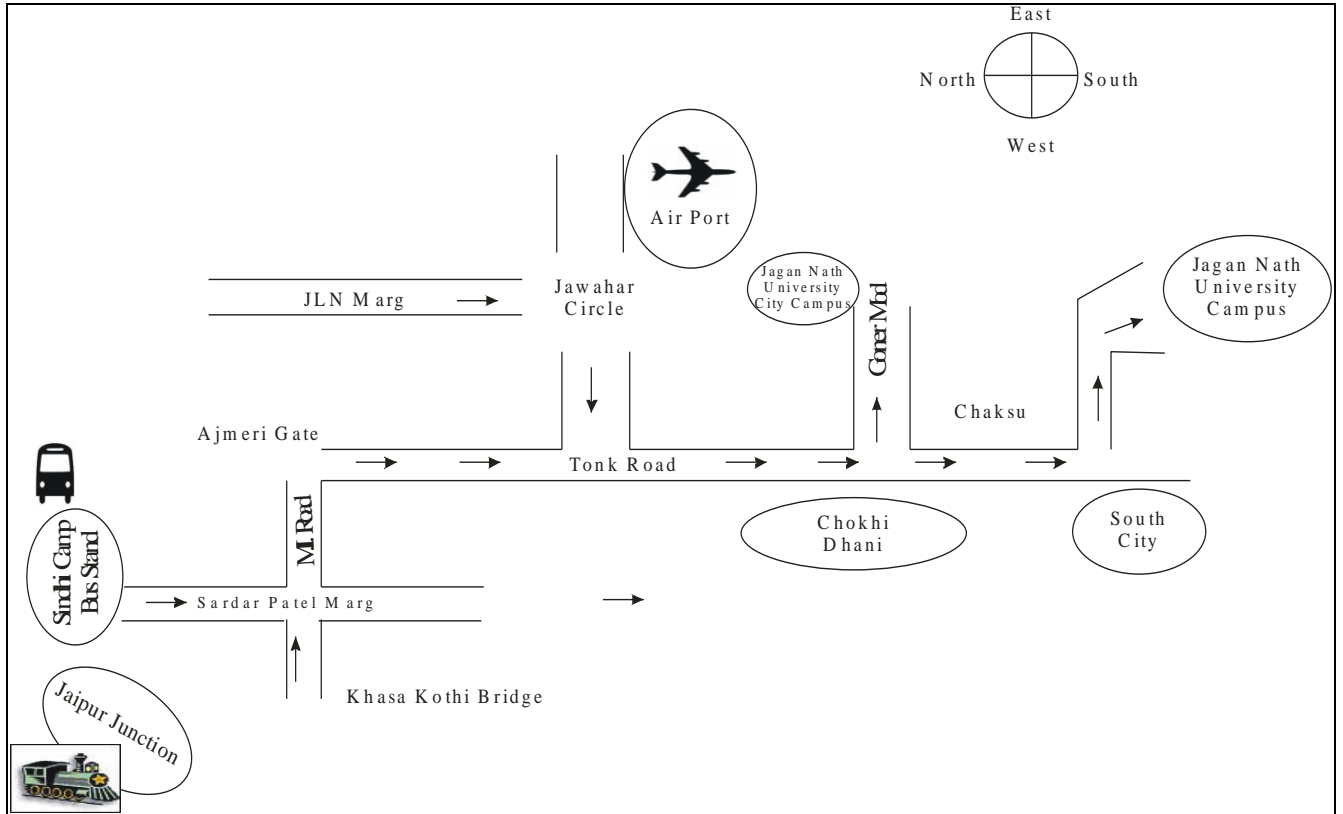 East
North
South
West
Air Port
Jagan Nath
University
City Campus
Goner Mod
Jagan Nath
University
Campus
JLN Marg
Jawahar
Circle
Chaksu
Ajmeri Gate
Tonk Road
M.I. Road
Chokhi
Dhani
South
City
Sindhi Camp
Bus Stand
Sardar Patel Marg
Khasa Kothi Bridge
Jaipur Junction